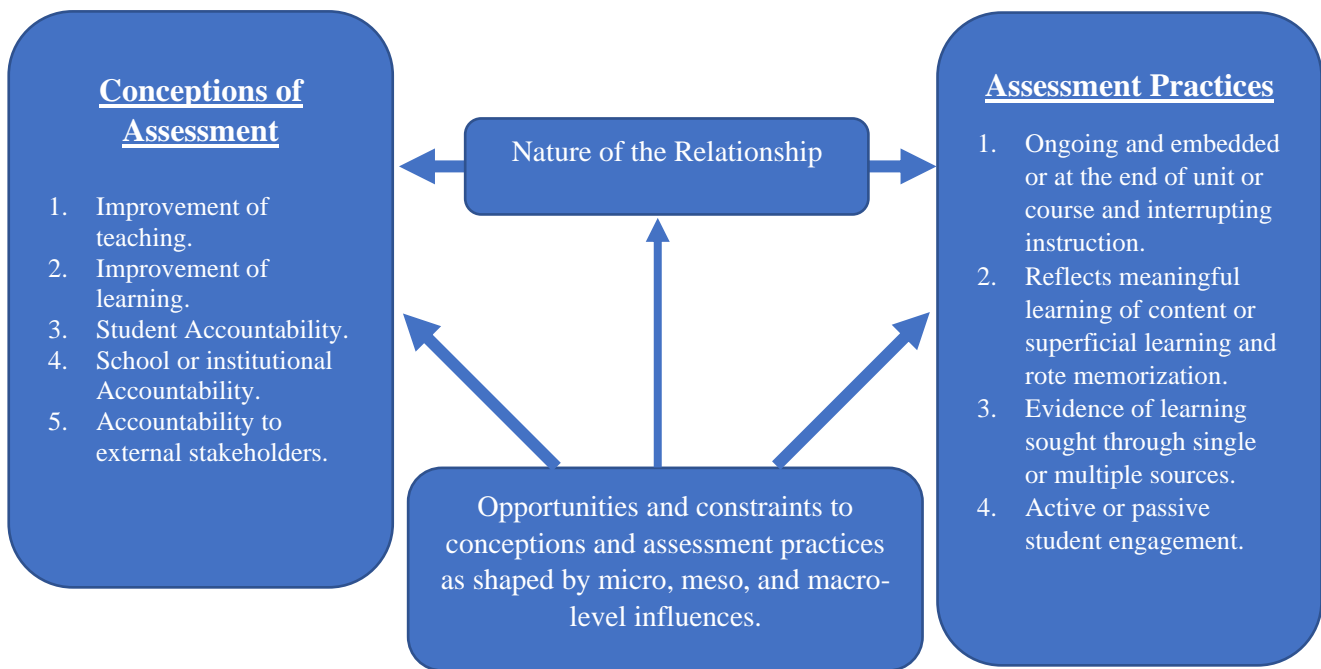 Conceptions of
Assessment
1. Improvement of
teaching.
2. Improvement of
learning.
3. Student Accountability.
4. School or institutional
Accountability.
5. Accountability to
external stakeholders.
Nature of the Relationship
Opportunities and constraints to
conceptions and assessment practices
as shaped by micro, meso, and macro-
level influences.
Assessment Practices
1. Ongoing and embedded
or at the end of unit or
course and interrupting
instruction.
2. Reflects meaningful
learning of content or
superficial learning and
rote memorization.
3. Evidence of learning
sought through single
or multiple sources.
4. Active or passive
student engagement.